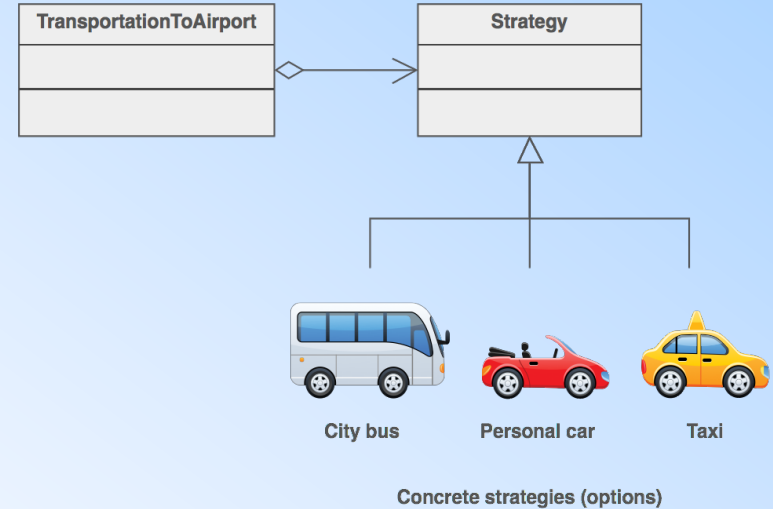 TransportationToAirport
Strategy
City bus
Personal car
Taxi
Concrete strategies (options)